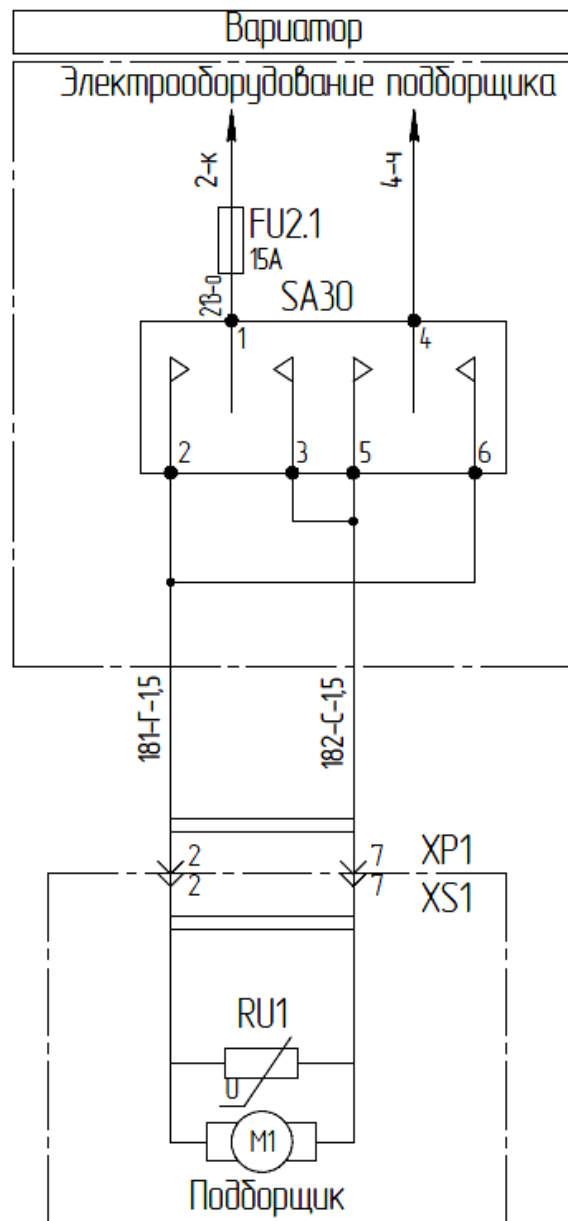 Вариатор
Электрооборудование подборщика
2-к
4-ч
FU2.1
15А
213-о
SA30
1
4
2
3
5
6
181-Г-1,5
182-С-1,5
2
7
XP1
2
7
XS1
RU1
U
М1
Подборщик